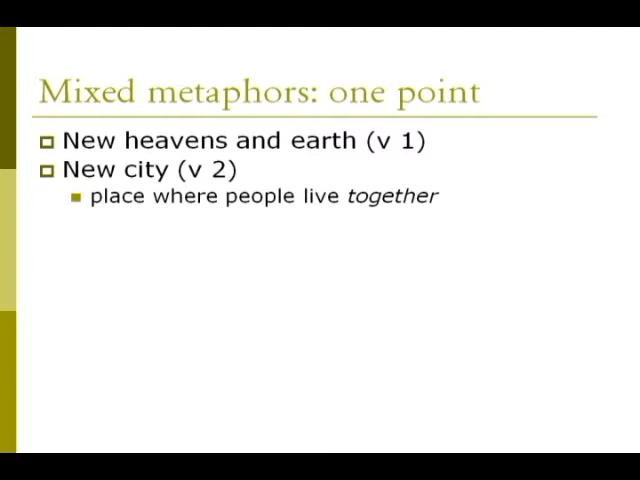 Mixed metaphors: one point
New heavens and earth (v 1)
New city (v 2)
place where people live together